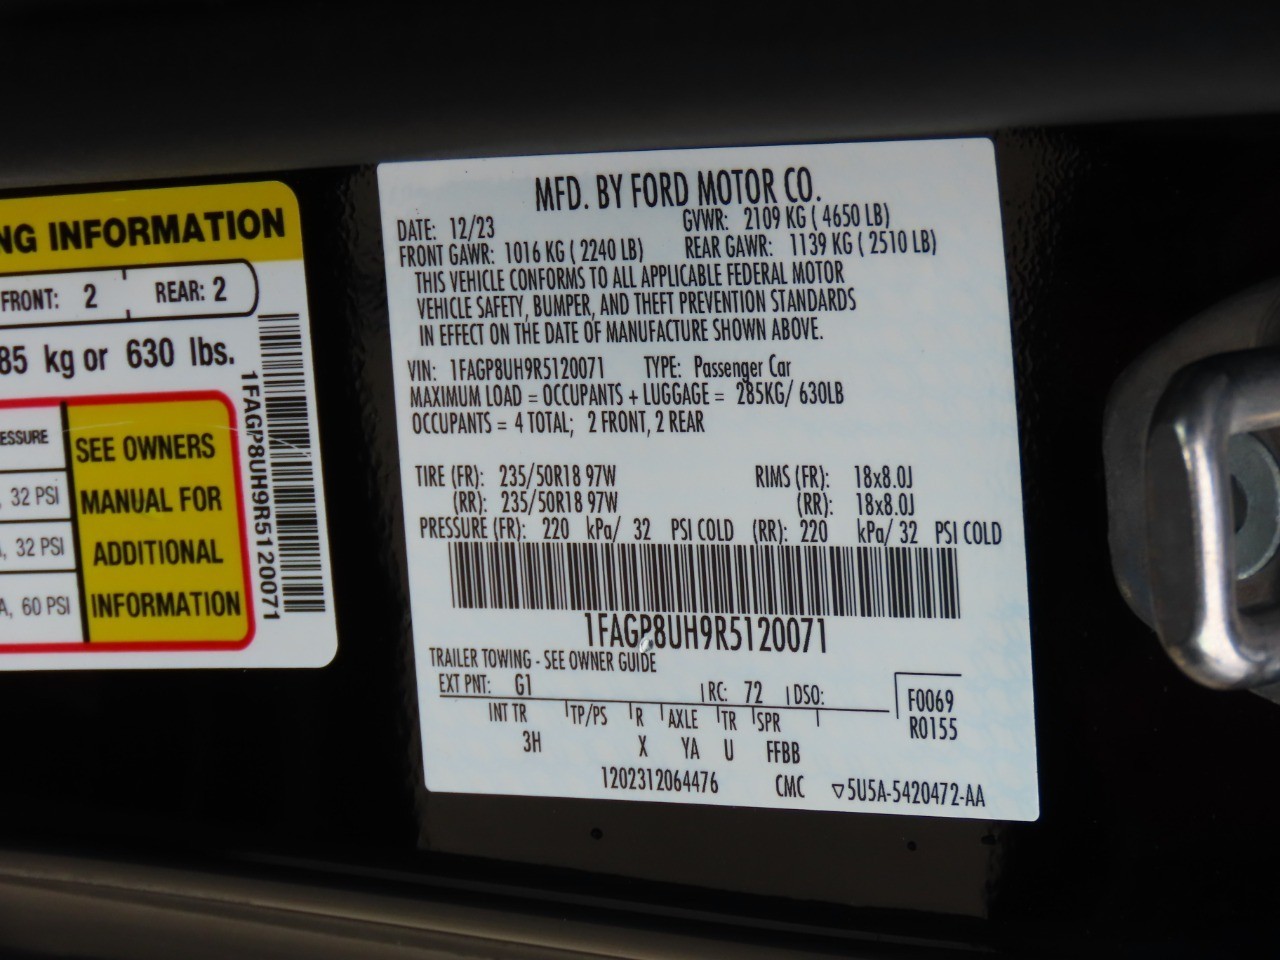 NG INFORMATION
FRONT: 2 REAR: 2
85 kg or 630 lbs.
ESSURE
32 PSI
32 PSI
A, 60 PSI
SEE OWNERS
MANUAL FOR
ADDITIONAL
INFORMATION
1FAGP8UH9R5120071
MFD. BY FORD MOTOR CO.
DATE: 12/23 GVWR: 2109 KG ( 4650 LB)
FRONT GAWR: 1016 KG ( 2240 LB) REAR GAWR: 1139 KG ( 2510 LB)
THIS VEHICLE CONFORMS TO ALL APPLICABLE FEDERAL MOTOR
VEHICLE SAFETY, BUMPER, AND THEFT PREVENTION STANDARDS
IN EFFECT ON THE DATE OF MANUFACTURE SHOWN ABOVE.
VIN: 1FAGP8UH9R5120071 TYPE: Passenger Car
MAXIMUM LOAD = OCCUPANTS + LUGGAGE = 285KG/ 630LB
OCCUPANTS = 4 TOTAL; 2 FRONT, 2 REAR
TIRE (FR): 235/50R18 97W RIMS (FR): 18x8.0J
(RR): 235/50R18 97W (RR): 18x8.0J
PRESSURE (FR): 220 kPa/ 32 PSI COLD (RR): 220 kPa/ 32 PSI COLD
1FAGP8UH9R5120071
TRAILER TOWING - SEE OWNER GUIDE
EXT PNT: G1 RC: 72 DSO:
F0069
R0155
INT TR TP/PS R AXLE TR SPR
3H X YA U FFBB
1202312064476 CMC ▽5U5A-5420472-AA